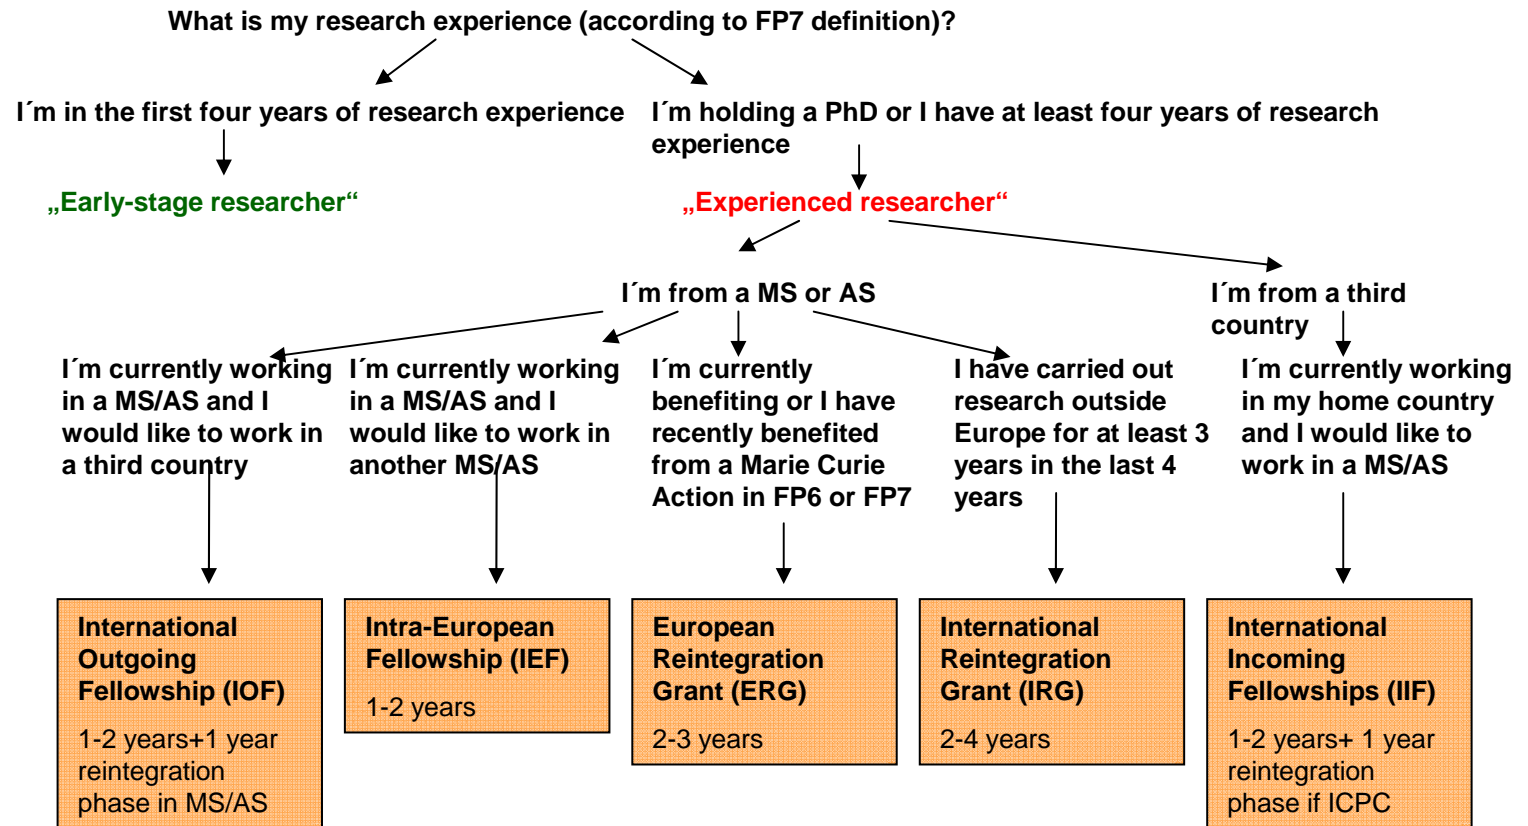 What is my research experience (according to FP7 definition)?
I´m in the first four years of research experience
I´m holding a PhD or I have at least four years of research
experience
„Early-stage researcher“
„Experienced researcher“
I´m from a MS or AS
I´m from a third
country
I´m currently working
in a MS/AS and I
would like to work in
a third country
I´m currently working
in a MS/AS and I
would like to work in
another MS/AS
I´m currently
benefiting or I have
recently benefited
from a Marie Curie
Action in FP6 or FP7
I have carried out
research outside
Europe for at least 3
years in the last 4
years
I´m currently working
in my home country
and I would like to
work in a MS/AS
International
Outgoing
Fellowship (IOF)
1-2 years+1 year
reintegration
phase in MS/AS
Intra-European
Fellowship (IEF)
1-2 years
European
Reintegration
Grant (ERG)
2-3 years
International
Reintegration
Grant (IRG)
2-4 years
International
Incoming
Fellowships (IIF)
1-2 years+ 1 year
reintegration
phase if ICPC